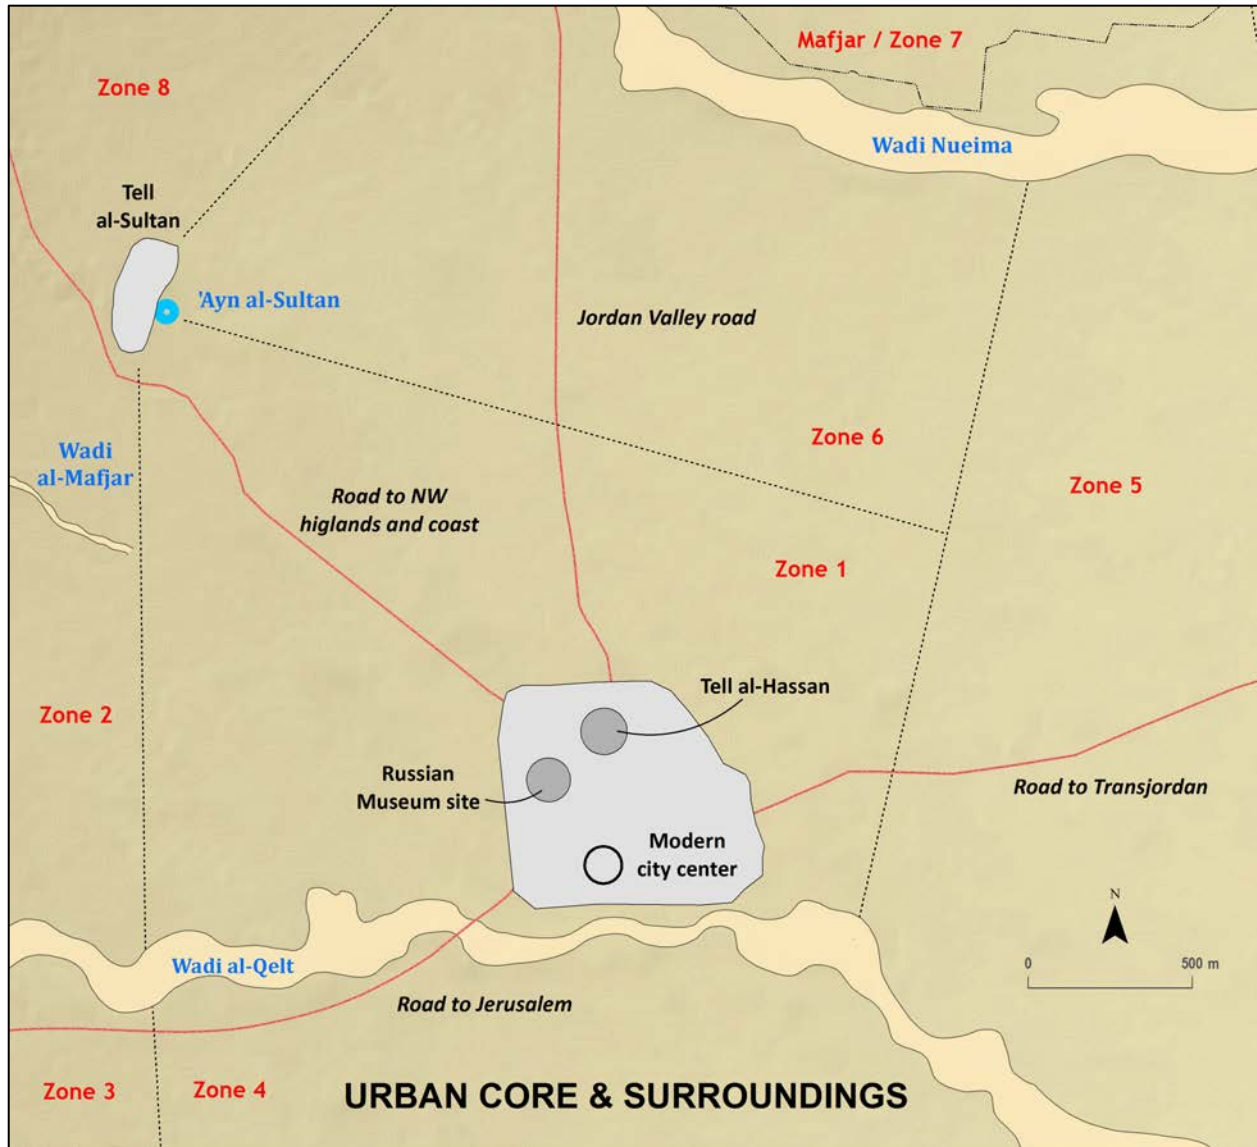 Mafjar / Zone 7
Zone 8
Wadi Nueima
Tell
al-Sultan
'Ayn al-Sultan
Jordan Valley road
Zone 6
Wadi
al-Mafjar
Zone 5
Road to NW
higlands and coast
Zone 1
Tell al-Hassan
Zone 2
Russian
Museum site
Road to Transjordan
Modern
city center
N
Wadi al-Qelt
0 500 m
Road to Jerusalem
Zone 3
Zone 4
URBAN CORE & SURROUNDINGS